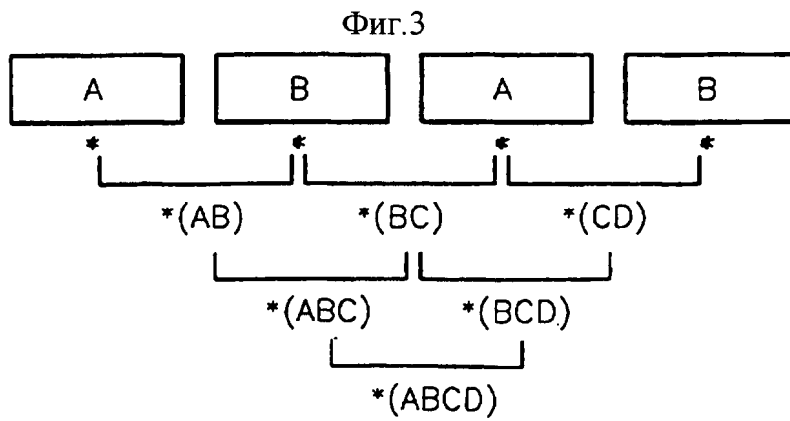 Фиг.3
A B A B
* * * *
*(AB) *(BC) *(CD)
*(ABC) *(BCD)
*(ABCD)